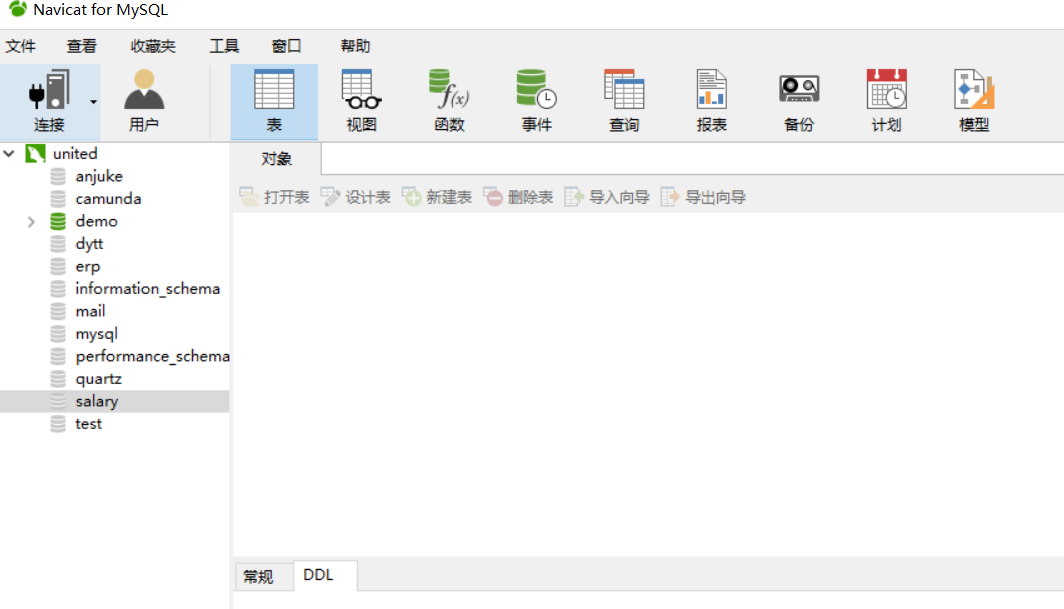 Navicat for MySQL
文件 查看 收藏夹 工具 窗口 帮助
连接 用户 表 视图 函数 事件 查询 报表 备份 计划 模型
united
anjuke
camunda
demo
dytt
erp
information_schema
mail
mysql
performance_schema
quartz
salary
test
对象
打开表 设计表 新建表 删除表 导入向导 导出向导
常规 DDL